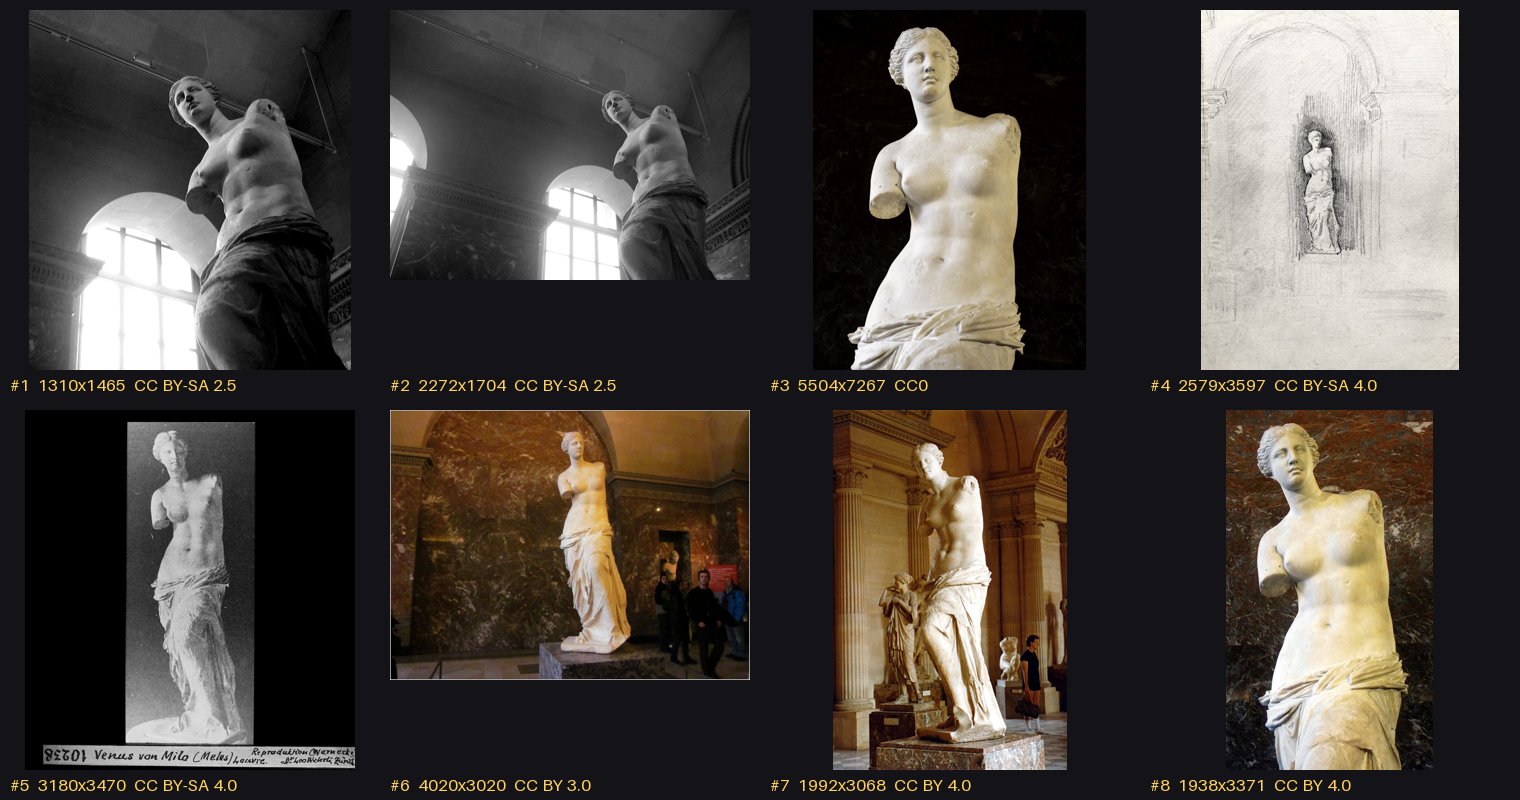 #1 1310x1465 CC BY-SA 2.5
#2 2272x1704 CC BY-SA 2.5
#3 5504x7267 CC0
#4 2579x3597 CC BY-SA 4.0
10238 Venus von Milo (Melos) Louvre.
Reproduktion
#5 3180x3470 CC BY-SA 4.0
#6 4020x3020 CC BY 3.0
#7 1992x3068 CC BY 4.0
#8 1938x3371 CC BY 4.0